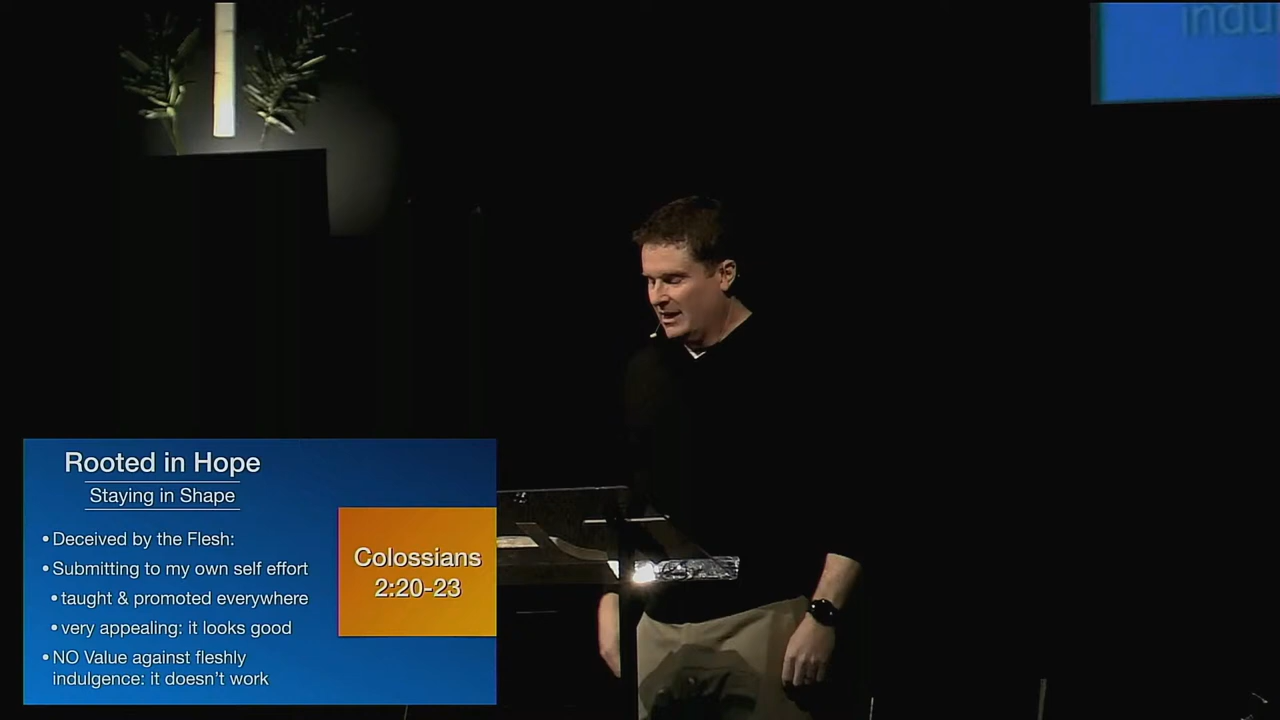 indu
Rooted in Hope
Staying in Shape
•Deceived by the Flesh:
•Submitting to my own self effort
•taught & promoted everywhere
•very appealing: it looks good
•NO Value against fleshly
indulgence: it doesn't work
Colossians
2:20-23